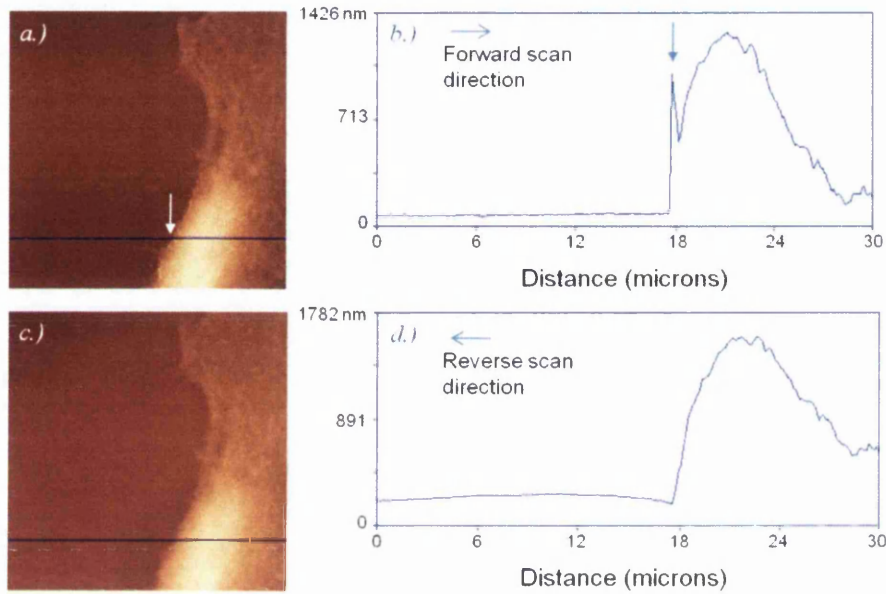 a.)
1426 nm
b.)
Forward scan
direction
713
0
0 6 12 18 24 30
Distance (microns)
c.)
1782 nm
d.)
Reverse scan
direction
891
0
0 6 12 18 24 30
Distance (microns)